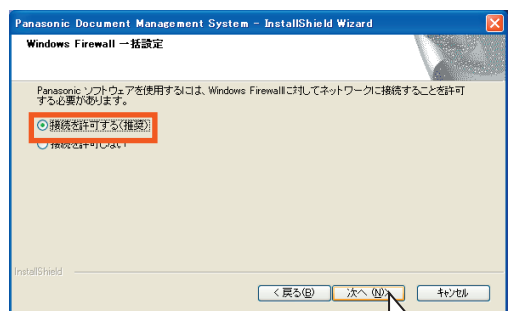 Panasonic Document Management System - InstallShield Wizard
Windows Firewall 一括設定
Panasonic ソフトウェアを使用するには、Windows Firewallに対してネットワークに接続することを許可
する必要があります。
接続を許可する(推奨)
接続を許可しない
InstallShield
< 戻る(B)
次へ (N)>
キャンセル